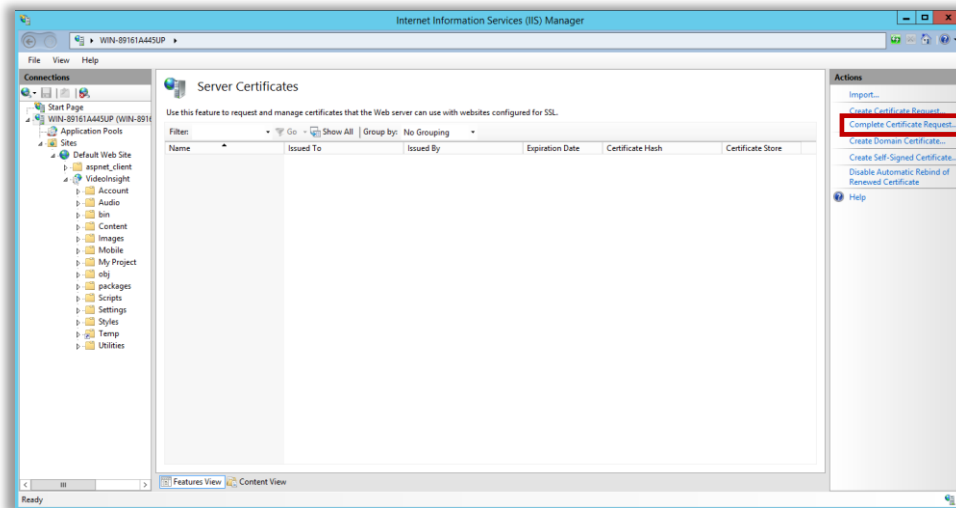 Internet Information Services (IIS) Manager
WIN-89161A445UP
File View Help
Connections
Start Page
WIN-89161A445UP (WIN-8916
Application Pools
Sites
Default Web Site
aspnet_client
VideoInsight
Account
Audio
bin
Content
Images
Mobile
My Project
obj
packages
Scripts
Settings
Styles
Temp
Utilities
Server Certificates
Use this feature to request and manage certificates that the Web server can use with websites configured for SSL.
Filter: Go Show All Group by: No Grouping
Name Issued To Issued By Expiration Date Certificate Hash Certificate Store
Features View Content View
Actions
Import...
Create Certificate Request...
Complete Certificate Request...
Create Domain Certificate...
Create Self-Signed Certificate...
Disable Automatic Rebind of
Renewed Certificate
Help
Ready